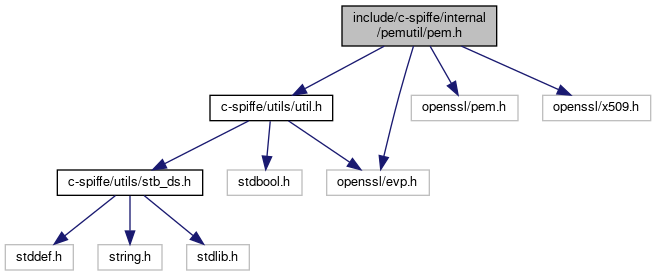 include/c-spiffe/internal
/pemutil/pem.h
c-spiffe/utils/util.h
openssl/pem.h
openssl/x509.h
c-spiffe/utils/stb_ds.h
stdbool.h
openssl/evp.h
stddef.h
string.h
stdlib.h